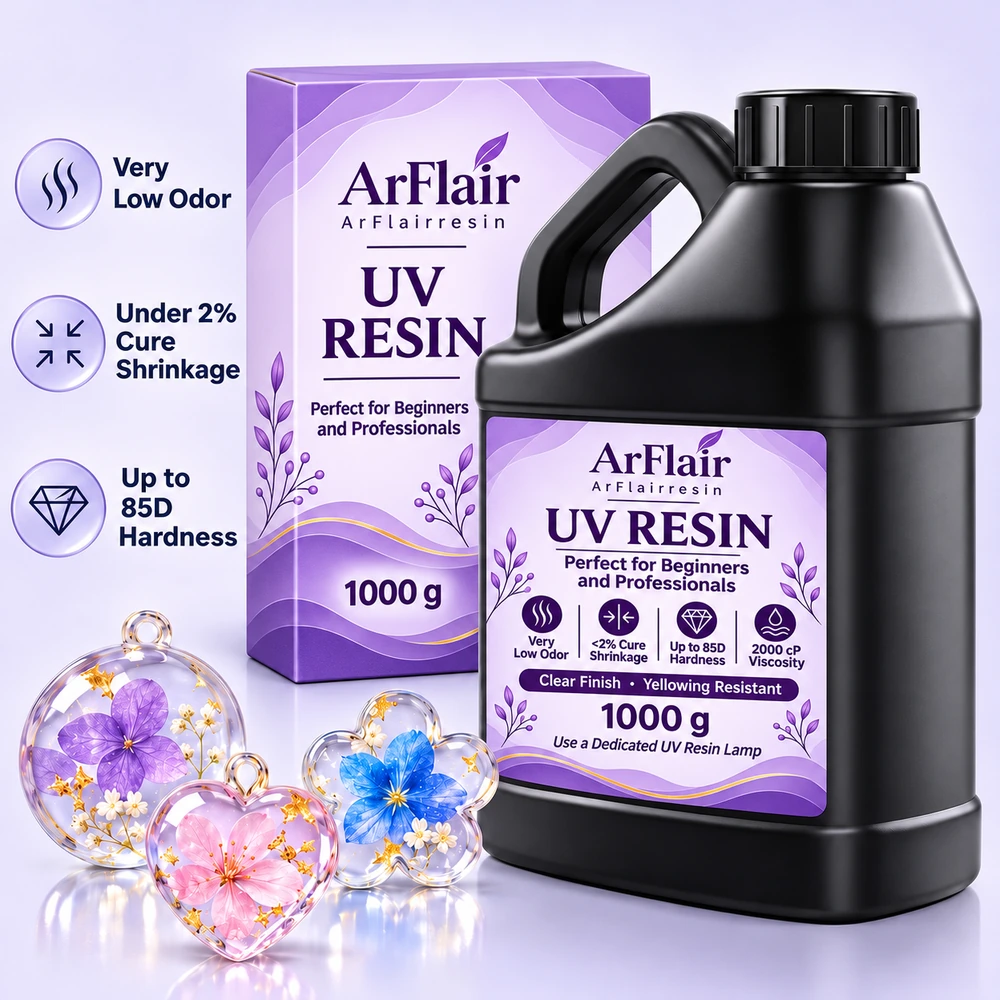 Very
Low Odor
Under 2%
Cure
Shrinkage
Up to
85D
Hardness
ArFlair
ArFlairresin
UV
RESIN
Perfect for Beginners
and Professionals
1000 g
ArFlair
ArFlairresin
UV RESIN
Perfect for Beginners
and Professionals
Very
Low Odor
<2% Cure
Shrinkage
Up to 85D
Hardness
2000 cP
Viscosity
Clear Finish • Yellowing Resistant
1000 g
Use a Dedicated UV Resin Lamp